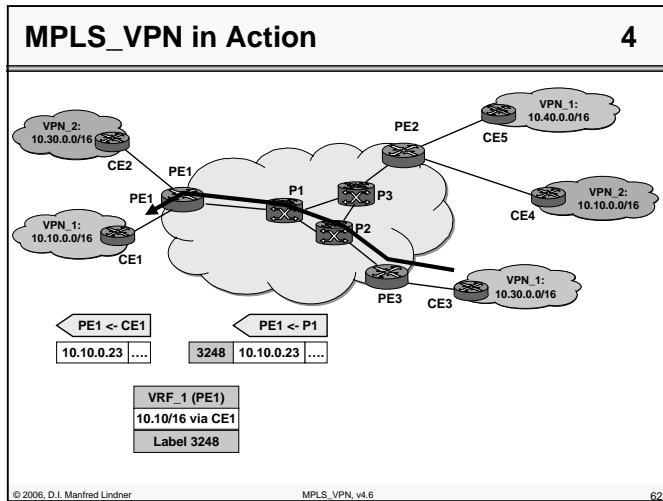 MPLS_VPN in Action 4
VPN_2:
10.30.0.0/16
CE2
PE1
PE1
VPN_1:
10.10.0.0/16
CE1
P1
P3
P2
PE2
VPN_1:
10.40.0.0/16
CE5
VPN_2:
10.10.0.0/16
CE4
PE3
CE3
VPN_1:
10.30.0.0/16
PE1 <- CE1
10.10.0.23 ....
PE1 <- P1
3248 10.10.0.23 ....
VRF_1 (PE1)
10.10/16 via CE1
Label 3248
© 2006, D.I. Manfred Lindner MPLS_VPN, v4.6 62